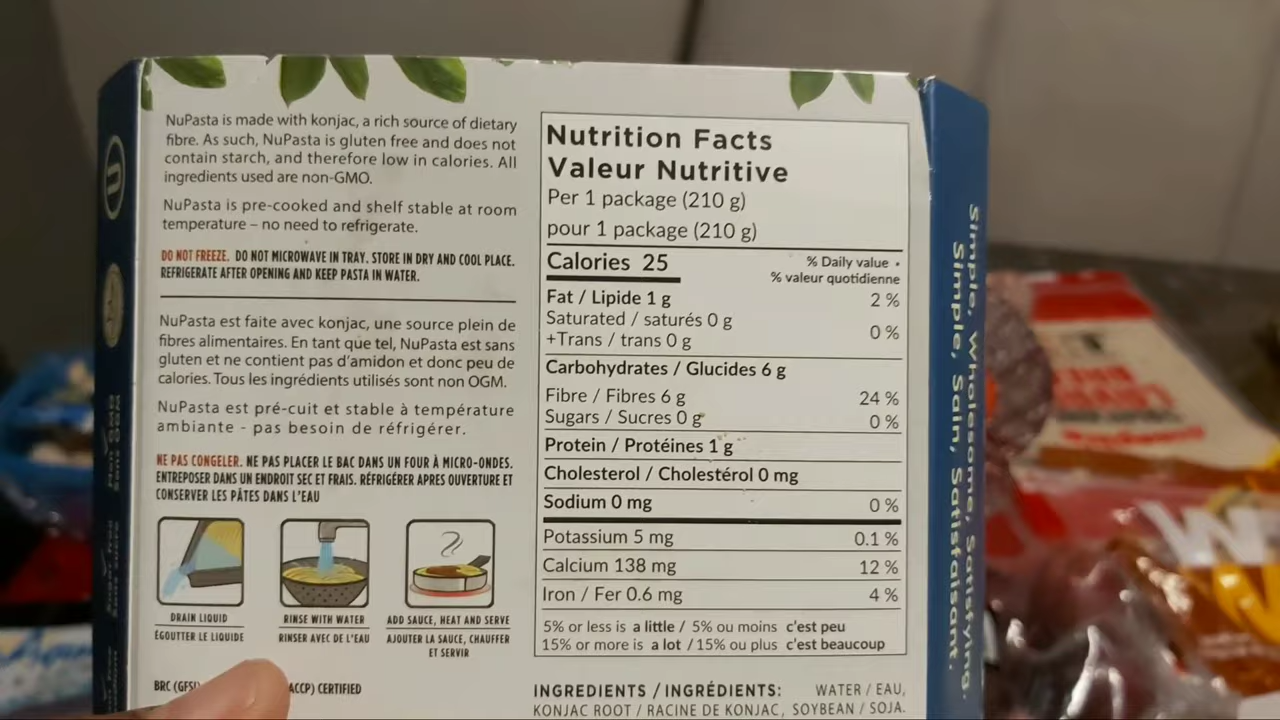 NuPasta is made with konjac, a rich source of dietary
fibre. As such, NuPasta is gluten free and does not
contain starch, and therefore low in calories. All
ingredients used are non-GMO.
NuPasta is pre-cooked and shelf stable at room
temperature – no need to refrigerate.
DO NOT FREEZE. DO NOT MICROWAVE IN TRAY. STORE IN DRY AND COOL PLACE.
REFRIGERATE AFTER OPENING AND KEEP PASTA IN WATER.
NuPasta est faite avec konjac, une source plein de
fibres alimentaires. En tant que tel, NuPasta est sans
gluten et ne contient pas d'amidon et donc peu de
calories. Tous les ingrédients utilisés sont non OGM.
NuPasta est pré-cuit et stable à température
ambiante - pas besoin de réfrigérer.
NE PAS CONGELER. NE PAS PLACER LE BAC DANS UN FOUR À MICRO-ONDES.
ENTREPOSER DANS UN ENDROIT SEC ET FRAIS. RÉFRIGÉRER APRES OUVERTURE ET
CONSERVER LES PÂTES DANS L'EAU
DRAIN LIQUID
ÉGOUTTER LE LIQUIDE
RINSE WITH WATER
RINSER AVEC DE L'EAU
ADD SAUCE, HEAT AND SERVE
AJOUTER LA SAUCE, CHAUFFER
ET SERVIR
BRC (GFSI ACCP) CERTIFIED
Nutrition Facts
Valeur Nutritive
Per 1 package (210 g)
pour 1 package (210 g)
Calories 25
% Daily value •
% valeur quotidienne
Fat / Lipide 1 g 2 %
Saturated / saturés 0 g
+Trans / trans 0 g 0 %
Carbohydrates / Glucides 6 g
Fibre / Fibres 6 g 24 %
Sugars / Sucres 0 g 0 %
Protein / Protéines 1 g
Cholesterol / Cholestérol 0 mg
Sodium 0 mg 0 %
Potassium 5 mg 0.1 %
Calcium 138 mg 12 %
Iron / Fer 0.6 mg 4 %
5% or less is a little / 5% ou moins c'est peu
15% or more is a lot / 15% ou plus c'est beaucoup
INGREDIENTS / INGRÉDIENTS: WATER / EAU,
KONJAC ROOT / RACINE DE KONJAC, SOYBEAN / SOJA.
Simple, Wholesome, Satisfying.
Simple, Sain, Satisfaisant.